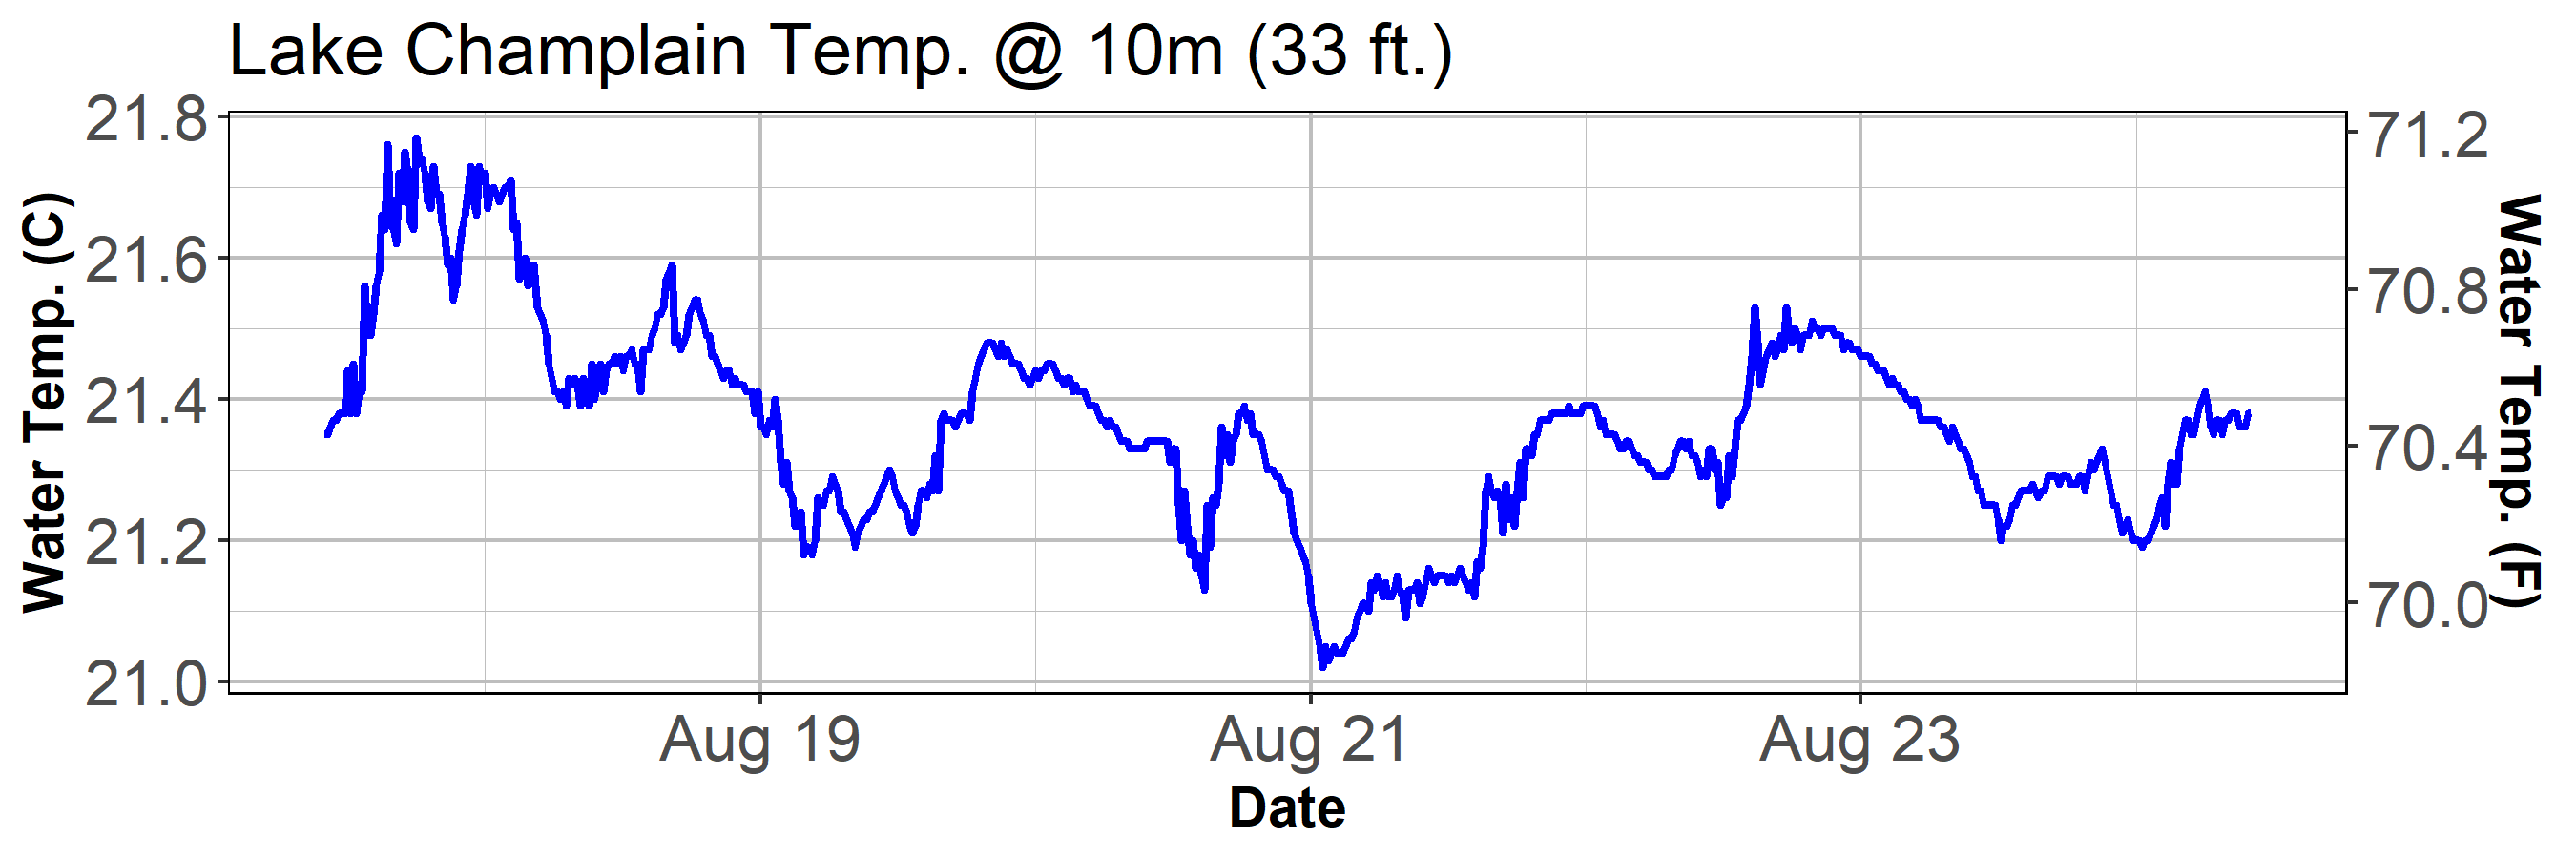 Lake Champlain Temp. @ 10m (33 ft.)
Water Temp. (C)
21.8
21.6
21.4
21.2
21.0
71.2
70.8
70.4
70.0
Water Temp. (F)
Aug 19
Aug 21
Aug 23
Date